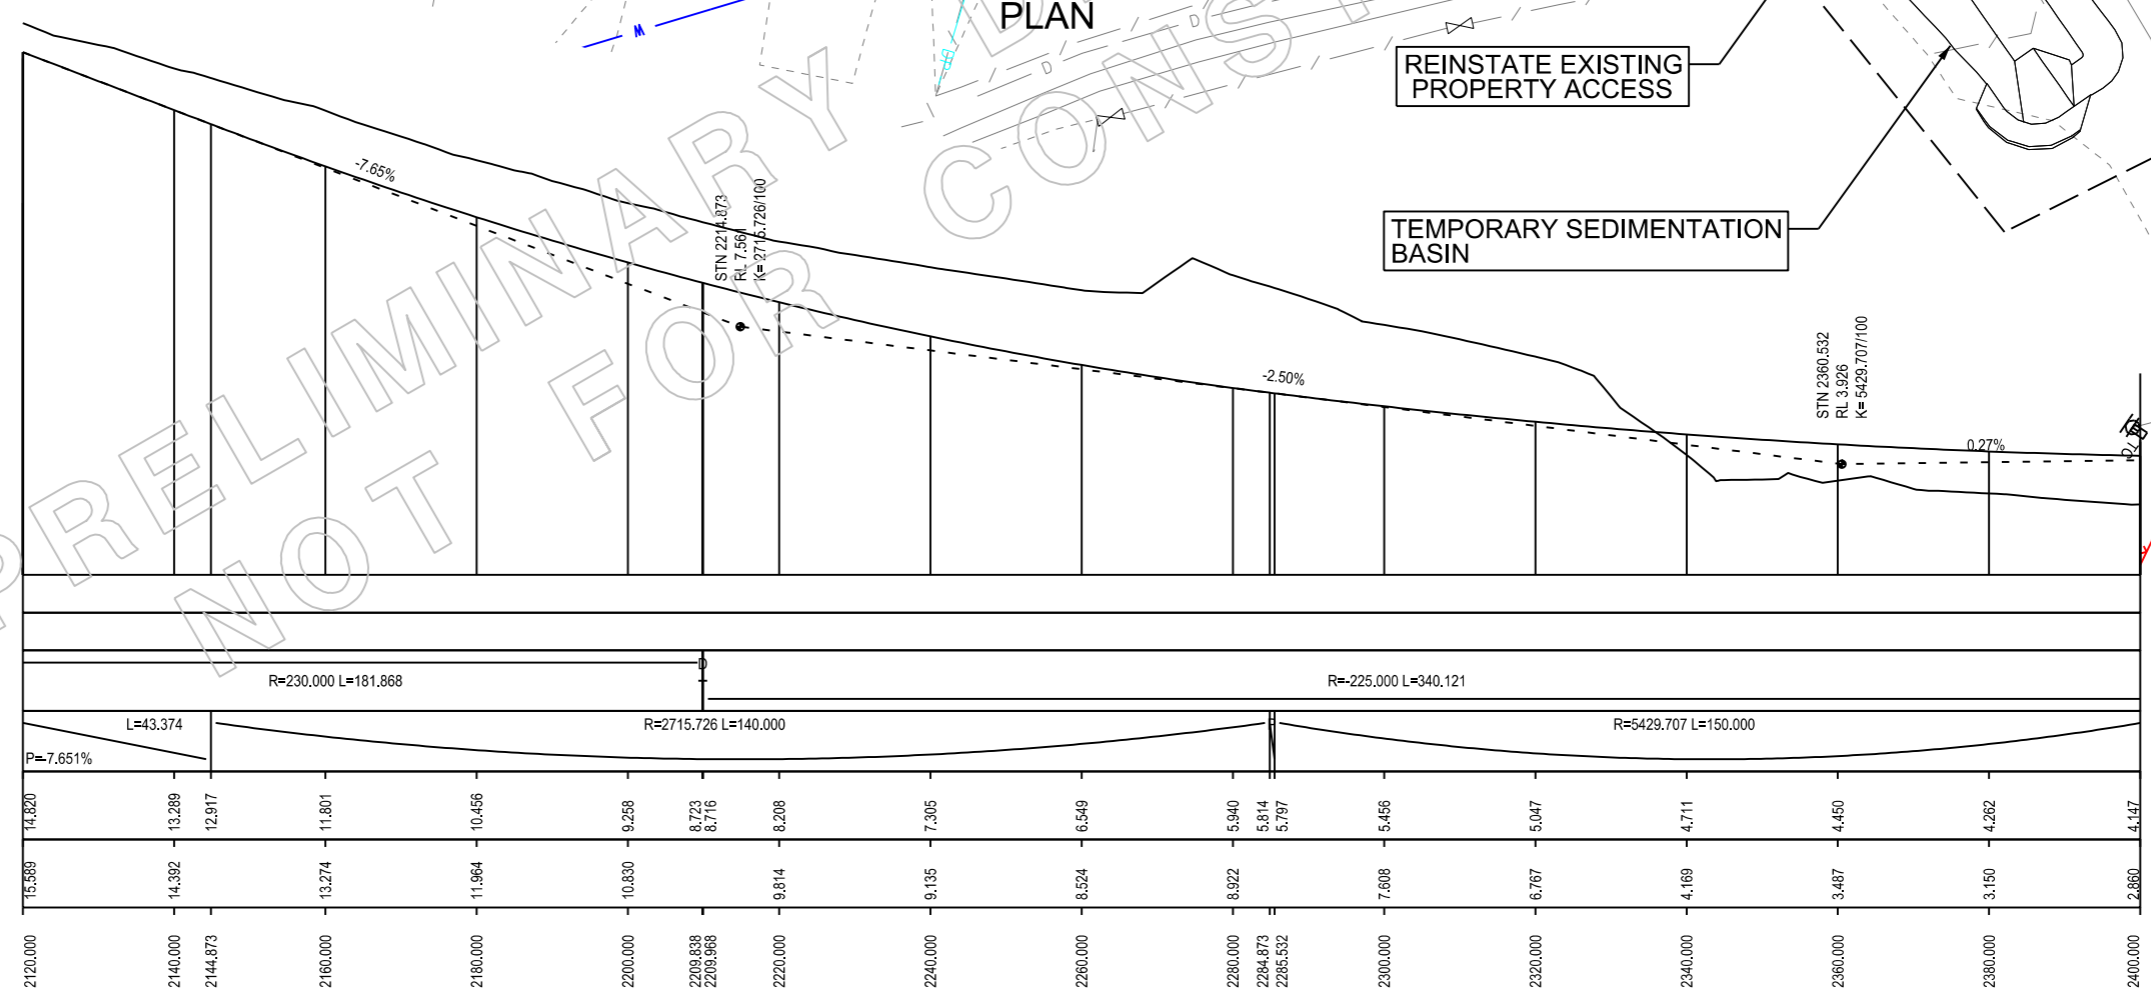 PLAN
W
GP
D
D
REINSTATE EXISTING
PROPERTY ACCESS
TEMPORARY SEDIMENTATION
BASIN
PRELIMINARY
NOT FOR CONS
-7.65%
STN 2214.873
RL 7.561
K= 2715.726/100
-2.50%
STN 2360.532
RL 3.926
K= 5429.707/100
0.27%
R=230.000 L=181.868
R=-225.000 L=340.121
L=43.374
P=-7.651%
R=2715.726 L=140.000
R=5429.707 L=150.000
14.820 13.289 12.917 11.801 10.456 9.258 8.723 8.716 8.208 7.305 6.549 5.940 5.814 5.797 5.456 5.047 4.711 4.450 4.262 4.147
15.589 14.392 13.274 11.964 10.830 9.814 9.135 8.524 8.922 7.608 6.767 4.169 3.487 3.150 2.860
2120.000 2140.000 2144.873 2160.000 2180.000 2200.000 2209.838 2209.968 2220.000 2240.000 2260.000 2280.000 2284.873 2285.532 2300.000 2320.000 2340.000 2360.000 2380.000 2400.000